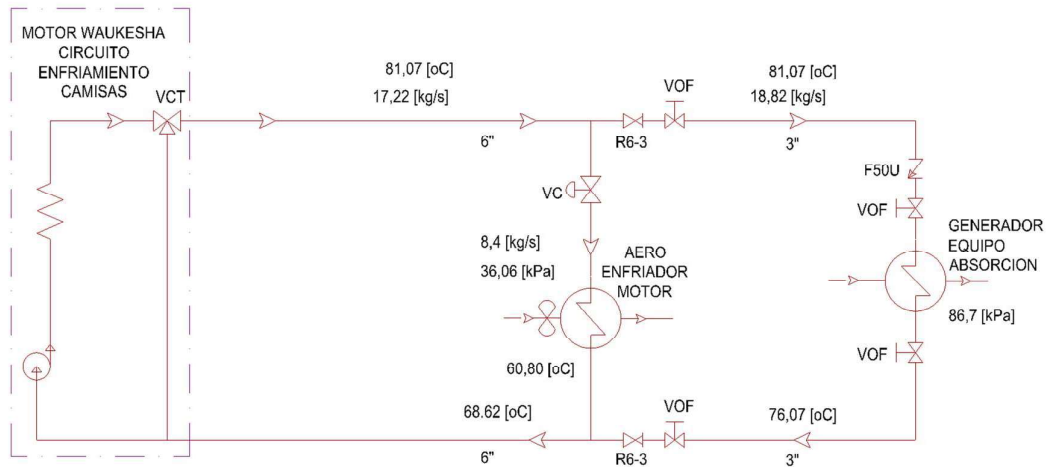 MOTOR WAUKESHA
CIRCUITO
ENFRIAMIENTO
CAMISAS
VCT
81,07 [oC]
17,22 [kg/s]
6"
R6-3
VOF
81,07 [oC]
18,82 [kg/s]
3"
F50U
VOF
GENERADOR
EQUIPO
ABSORCION
86,7 [kPa]
VOF
VC
8,4 [kg/s]
36,06 [kPa]
AERO
ENFRIADOR
MOTOR
60,80 [oC]
68.62 [oC]
6"
R6-3
VOF
76,07 [oC]
3"